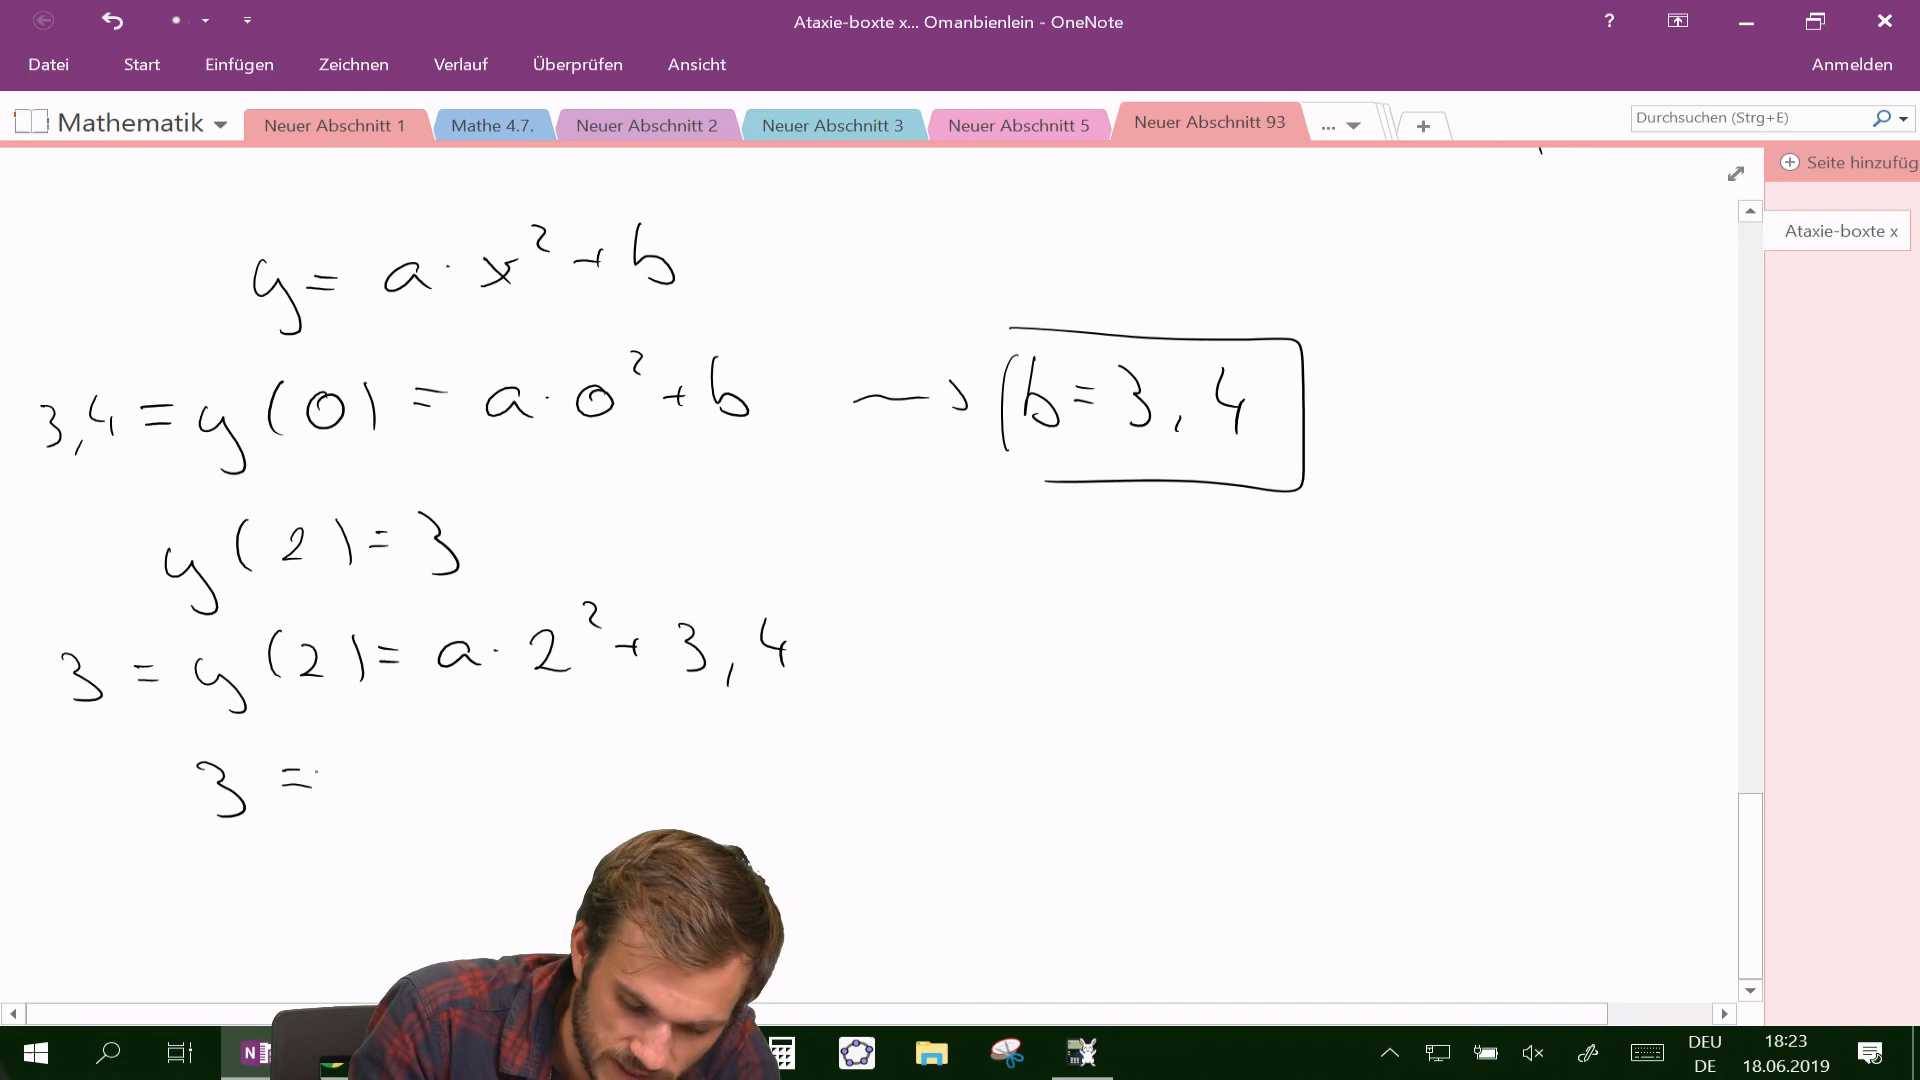 Ataxie-boxte x... Omanbienlein - OneNote
?
Datei Start Einfügen Zeichnen Verlauf Überprüfen Ansicht Anmelden
Mathematik Neuer Abschnitt 1 Mathe 4.7. Neuer Abschnitt 2 Neuer Abschnitt 3 Neuer Abschnitt 5 Neuer Abschnitt 93 ... + Durchsuchen (Strg+E)
Seite hinzufüg
Ataxie-boxte x
y = a · x² + b
3,4 = y(0) = a · 0² + b → b = 3,4
y(2) = 3
3 = y(2) = a · 2² + 3,4
3 =
N DEU 18:23
DE 18.06.2019